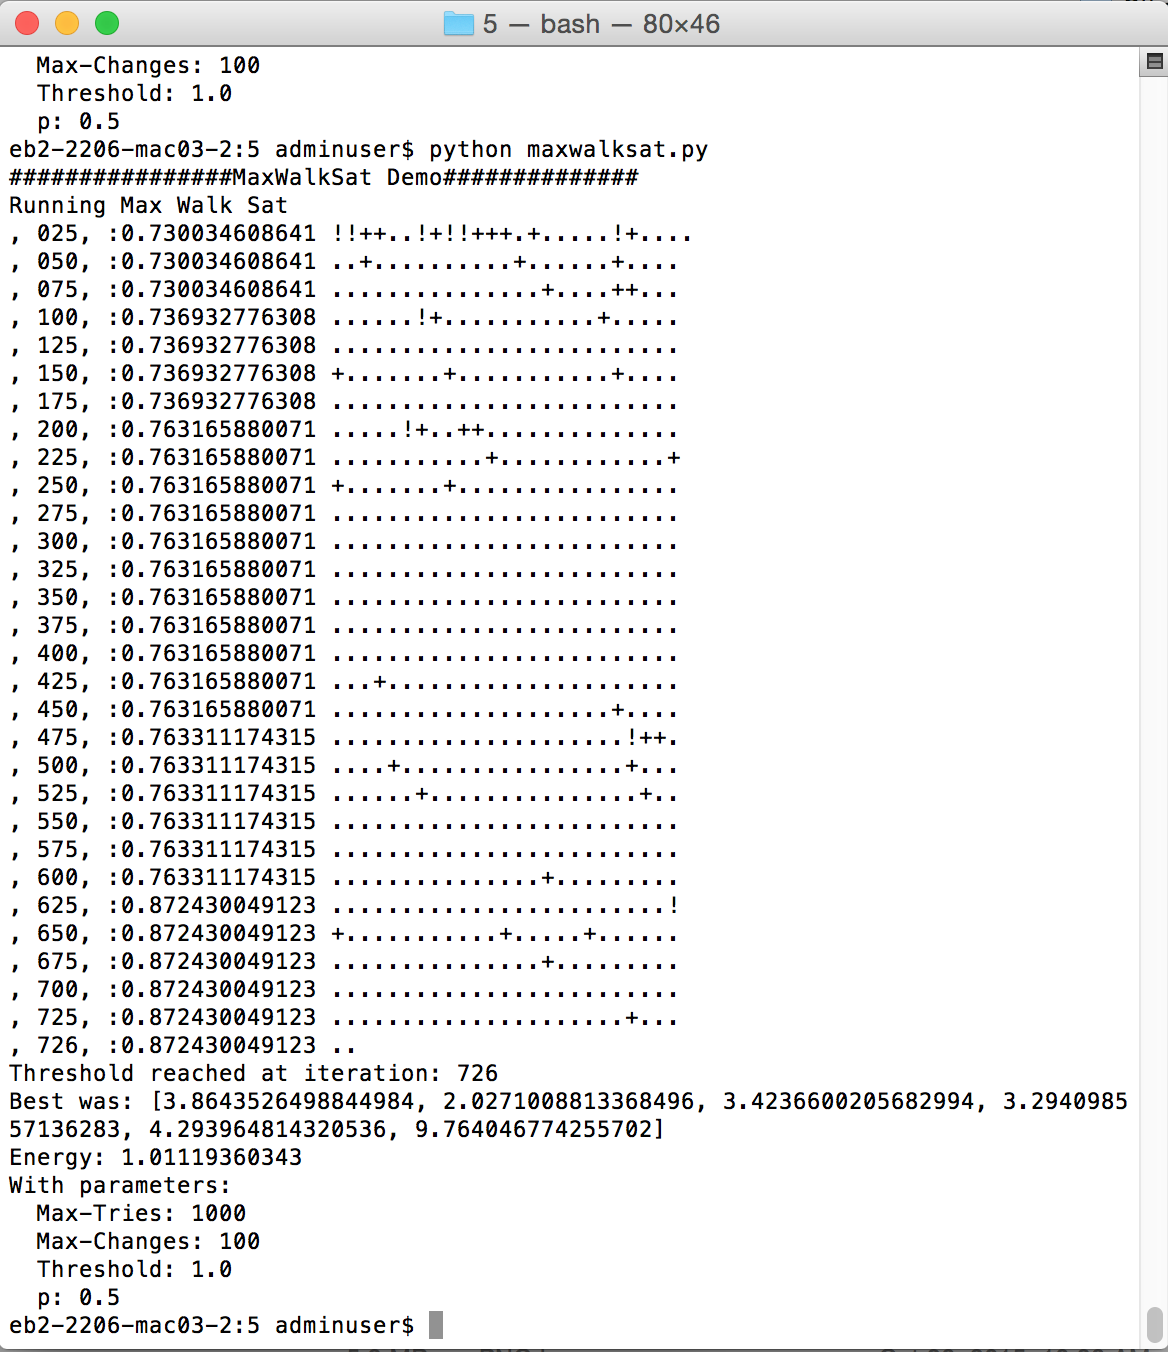 5 — bash — 80×46
Max-Changes: 100
Threshold: 1.0
p: 0.5
eb2-2206-mac03-2:5 adminuser$ python maxwalksat.py
################MaxWalkSat Demo##############
Running Max Walk Sat
, 025, :0.730034608641 !!++..!+!!+++.+.....!+....
, 050, :0.730034608641 ..+..........+......+....
, 075, :0.730034608641 ...............+....++...
, 100, :0.736932776308 ......!+...........+.....
, 125, :0.736932776308 .........................
, 150, :0.736932776308 +.......+...........+....
, 175, :0.736932776308 .........................
, 200, :0.763165880071 .....!+..++..............
, 225, :0.763165880071 ...........+............+
, 250, :0.763165880071 +.......+................
, 275, :0.763165880071 .........................
, 300, :0.763165880071 .........................
, 325, :0.763165880071 .........................
, 350, :0.763165880071 .........................
, 375, :0.763165880071 .........................
, 400, :0.763165880071 .........................
, 425, :0.763165880071 ...+.....................
, 450, :0.763165880071 ....................+....
, 475, :0.763311174315 .....................!++.
, 500, :0.763311174315 ....+................+...
, 525, :0.763311174315 ......+...............+..
, 550, :0.763311174315 .........................
, 575, :0.763311174315 .........................
, 600, :0.763311174315 ...............+.........
, 625, :0.872430049123 ........................!
, 650, :0.872430049123 +...........+.....+......
, 675, :0.872430049123 ...............+.........
, 700, :0.872430049123 .........................
, 725, :0.872430049123 .....................+...
, 726, :0.872430049123 ..
Threshold reached at iteration: 726
Best was: [3.8643526498844984, 2.0271008813368496, 3.4236600205682994, 3.2940985
57136283, 4.293964814320536, 9.764046774255702]
Energy: 1.01119360343
With parameters:
Max-Tries: 1000
Max-Changes: 100
Threshold: 1.0
p: 0.5
eb2-2206-mac03-2:5 adminuser$